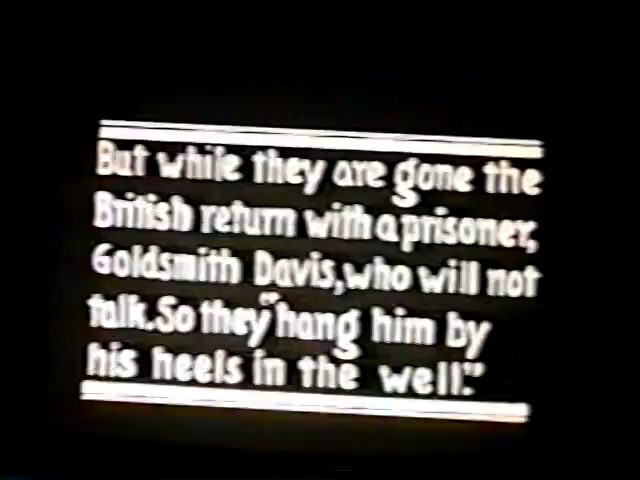 But while they are gone the
British return with a prisoner,
Goldsmith Davis, who will not
talk. So they "hang him by
his heels in the well."